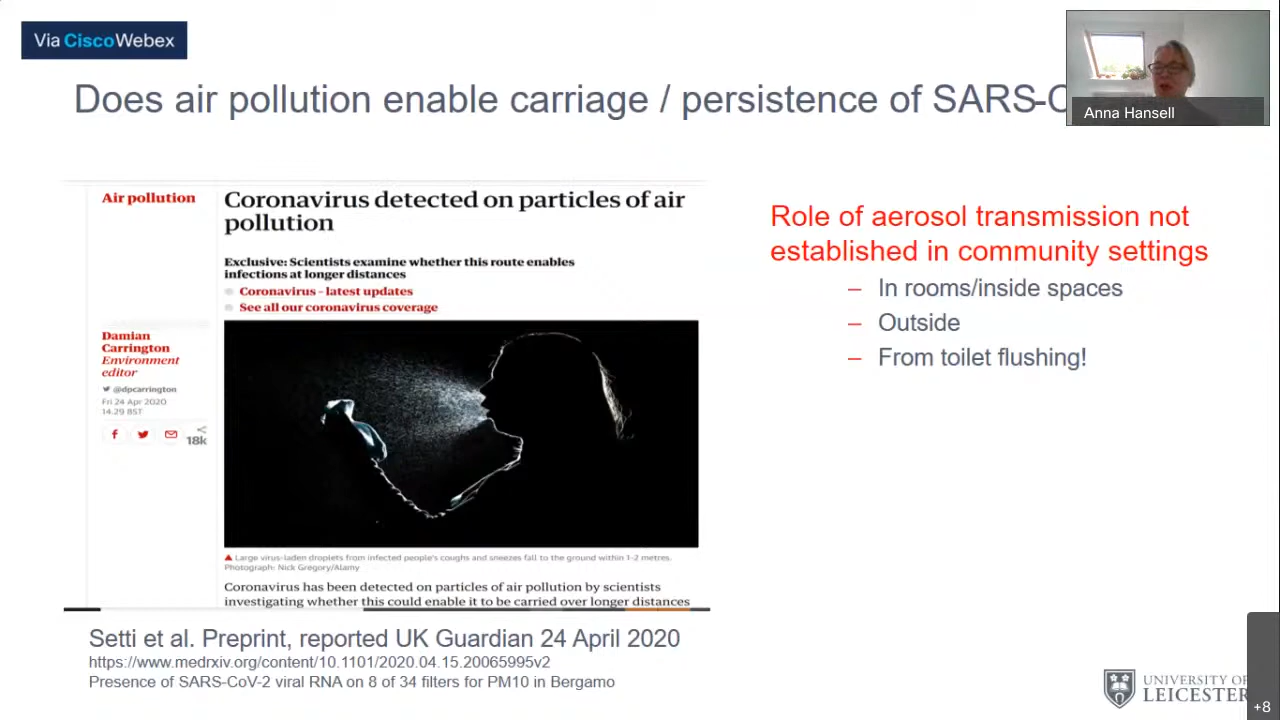 Via Cisco Webex
Does air pollution enable carriage / persistence of SARS-C
Anna Hansell
Air pollution
Coronavirus detected on particles of air
pollution
Exclusive: Scientists examine whether this route enables
infections at longer distances
Coronavirus – latest updates
See all our coronavirus coverage
Damian
Carrington
Environment
editor
@dpcarrington
Fri 24 Apr 2020
14.29 BST
18k
Large virus-laden droplets from infected people's coughs and sneezes fall to the ground within 1-2 metres.
Photograph: Nick Gregory/Alamy
Coronavirus has been detected on particles of air pollution by scientists
investigating whether this could enable it to be carried over longer distances
Setti et al. Preprint, reported UK Guardian 24 April 2020
https://www.medrxiv.org/content/10.1101/2020.04.15.20065995v2
Presence of SARS-CoV-2 viral RNA on 8 of 34 filters for PM10 in Bergamo
Role of aerosol transmission not
established in community settings
– In rooms/inside spaces
– Outside
– From toilet flushing!
UNIVERSITY OF
LEICESTER
+8